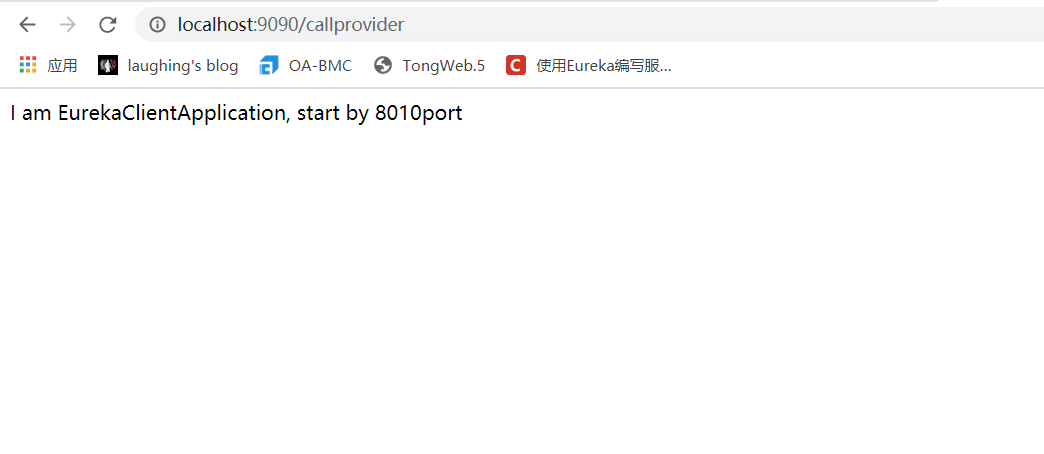 localhost:9090/callprovider
应用 laughing's blog OA-BMC TongWeb.5 C 使用Eureka编写服...
I am EurekaClientApplication, start by 8010port